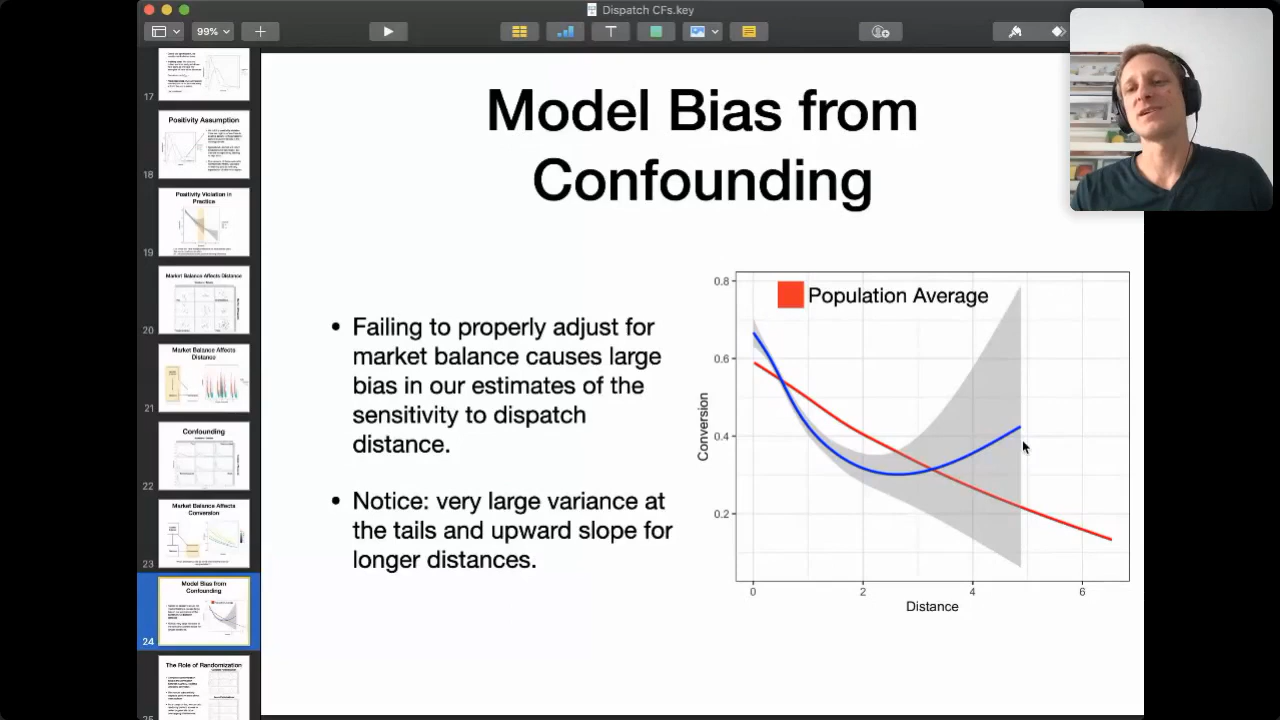 Dispatch CFs.key
99%
17
Positivity Assumption
18
Positivity Violation in
Practice
19
Market Balance Affects Distance
20
Market Balance Affects
Distance
21
Confounding
22
Market Balance Affects
Conversion
23
Model Bias from
Confounding
24
The Role of Randomization
25
Model Bias from
Confounding
• Failing to properly adjust for
market balance causes large
bias in our estimates of the
sensitivity to dispatch
distance.
• Notice: very large variance at
the tails and upward slope for
longer distances.
Population Average
0.8
0.6
0.4
0.2
Conversion
0
2
4
6
Distance